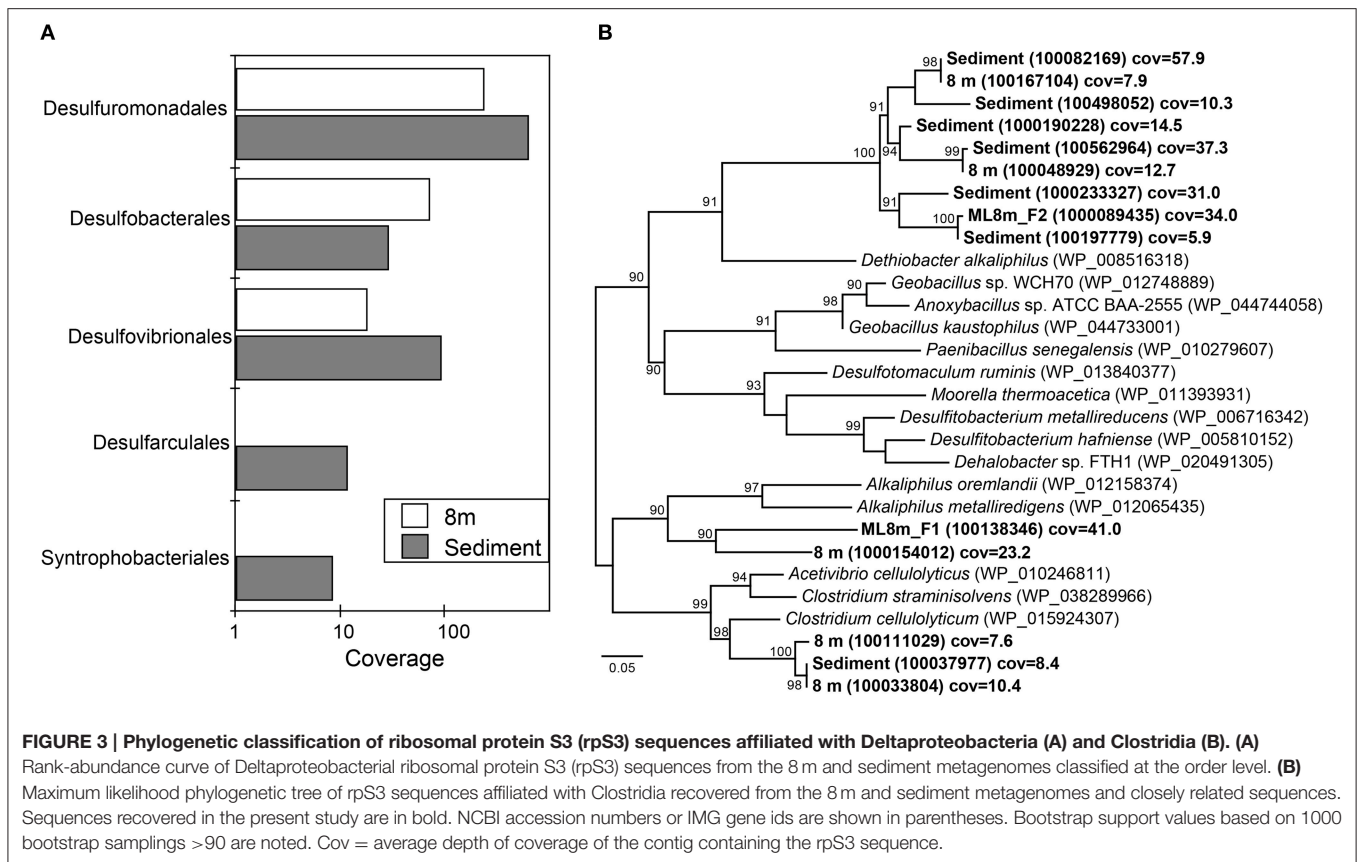 A
Desulfuromonadales
Desulfobacterales
Desulfovibrionales
Desulfarculales
Syntrophobacteriales
8m
Sediment
1 10 100
Coverage
B
98 Sediment (100082169) cov=57.9
8 m (100167104) cov=7.9
91 Sediment (100498052) cov=10.3
Sediment (1000190228) cov=14.5
100 94 99 Sediment (100562964) cov=37.3
8 m (100048929) cov=12.7
Sediment (1000233327) cov=31.0
91 100 ML8m_F2 (1000089435) cov=34.0
91 Sediment (100197779) cov=5.9
Dethiobacter alkaliphilus (WP_008516318)
90 90 Geobacillus sp. WCH70 (WP_012748889)
98 Anoxybacillus sp. ATCC BAA-2555 (WP_044744058)
91 Geobacillus kaustophilus (WP_044733001)
Paenibacillus senegalensis (WP_010279607)
90 93 Desulfotomaculum ruminis (WP_013840377)
Moorella thermoacetica (WP_011393931)
99 Desulfitobacterium metallireducens (WP_006716342)
Desulfitobacterium hafniense (WP_005810152)
Dehalobacter sp. FTH1 (WP_020491305)
97 Alkaliphilus oremlandii (WP_012158374)
90 Alkaliphilus metalliredigens (WP_012065435)
90 ML8m_F1 (100138346) cov=41.0
8 m (1000154012) cov=23.2
94 Acetivibrio cellulolyticus (WP_010246811)
99 Clostridium straminisolvens (WP_038289966)
98 Clostridium cellulolyticum (WP_015924307)
100 8 m (100111029) cov=7.6
Sediment (100037977) cov=8.4
98 8 m (100033804) cov=10.4
0.05
FIGURE 3 | Phylogenetic classification of ribosomal protein S3 (rpS3) sequences affiliated with Deltaproteobacteria (A) and Clostridia (B). (A)
Rank-abundance curve of Deltaproteobacterial ribosomal protein S3 (rpS3) sequences from the 8 m and sediment metagenomes classified at the order level. (B)
Maximum likelihood phylogenetic tree of rpS3 sequences affiliated with Clostridia recovered from the 8 m and sediment metagenomes and closely related sequences.
Sequences recovered in the present study are in bold. NCBI accession numbers or IMG gene ids are shown in parentheses. Bootstrap support values based on 1000
bootstrap samplings >90 are noted. Cov = average depth of coverage of the contig containing the rpS3 sequence.